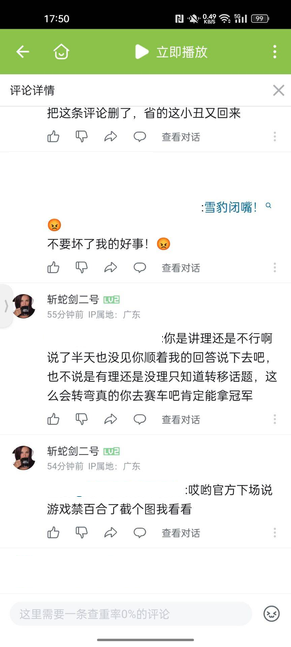 17:50
0.49
KB/S
5G
99
立即播放
评论详情
把这条评论删了，省的这小丑又回来
查看对话
:雪豹闭嘴！
😡
不要坏了我的好事！😡
查看对话
斩蛇剑二号
55分钟前 IP属地：广东
:你是讲理还是不行啊
说了半天也没见你顺着我的回答说下去吧，
也不说是有理还是没理只知道转移话题，这
么会转弯真的你去赛车吧肯定能拿冠军
查看对话
斩蛇剑二号
54分钟前 IP属地：广东
:哎哟官方下场说
游戏禁百合了截个图我看看
查看对话
这里需要一条查重率0%的评论